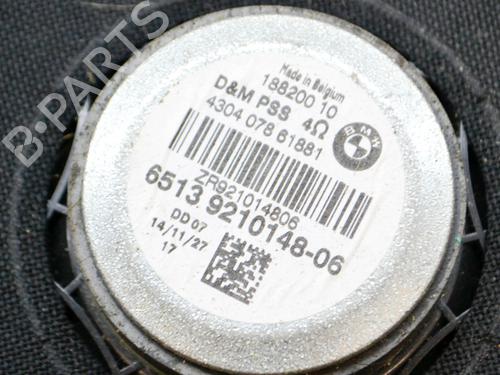 Made in Belgium
188200 10
D&M PSS 4Ω
4304 078 61881
BMW
ZR921014806
6513 9210148-06
DD 07
14/11/27
17
B-PARTS